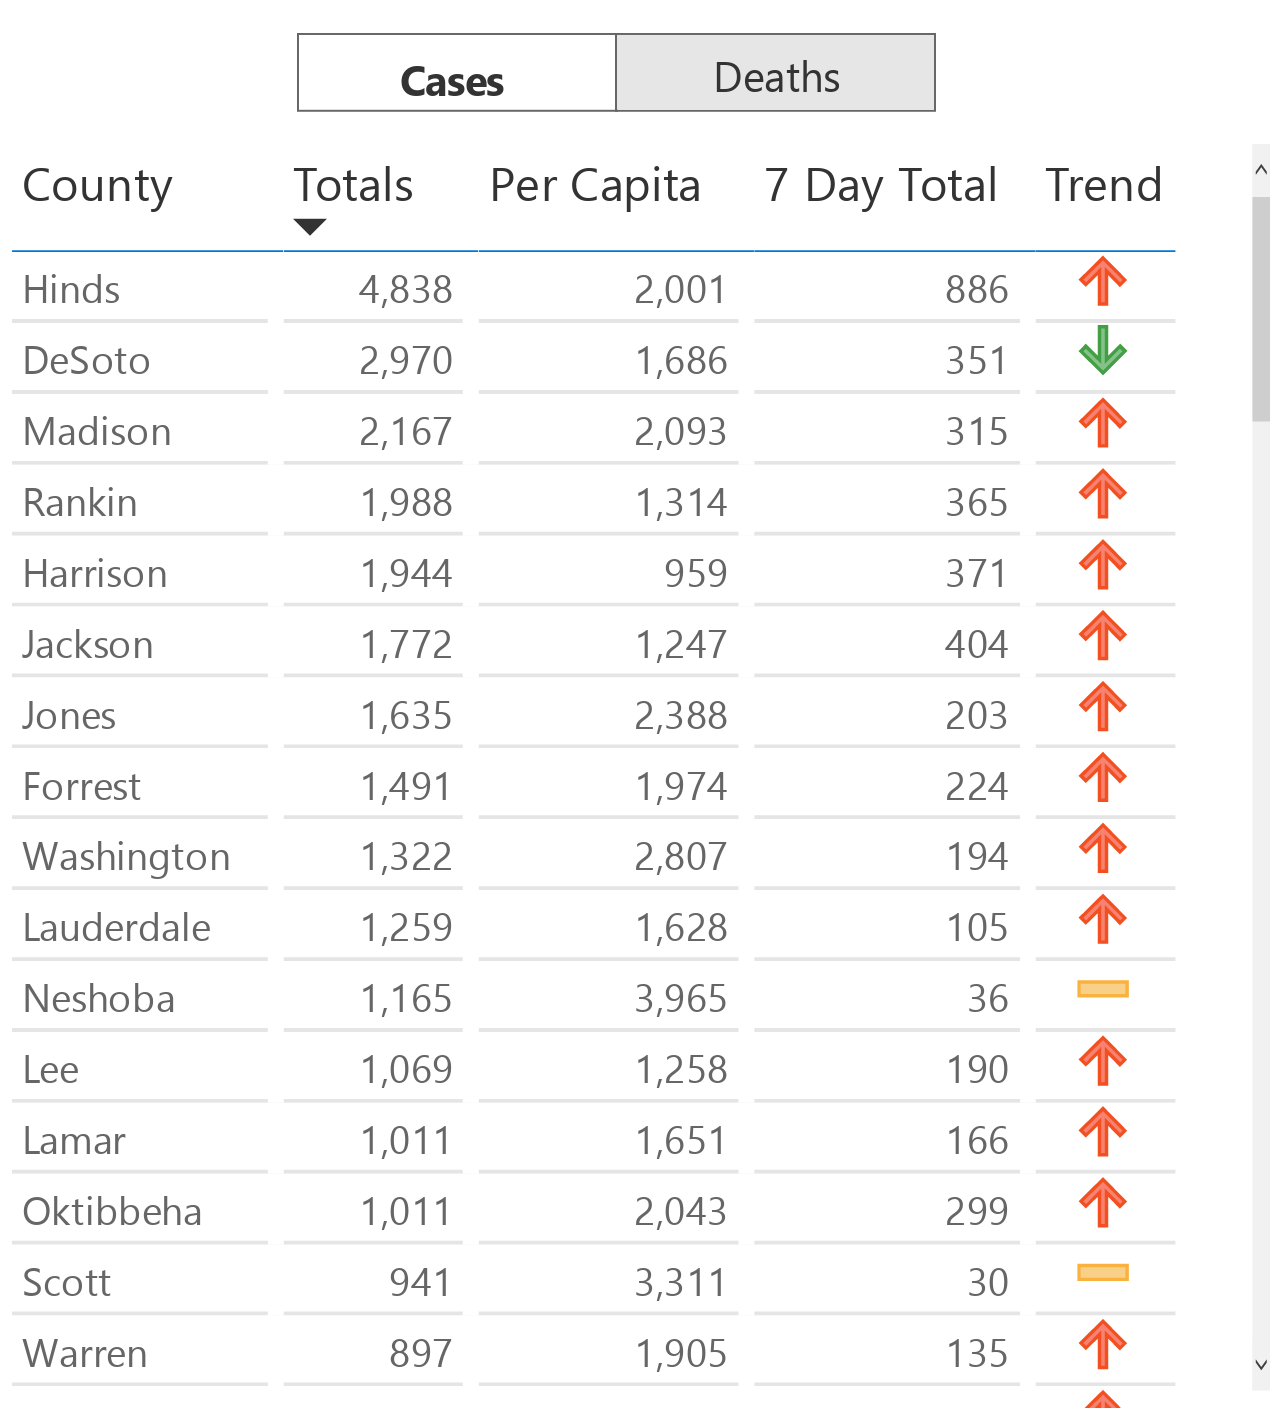 Cases Deaths
County Totals Per Capita 7 Day Total Trend
Hinds 4,838 2,001 886
DeSoto 2,970 1,686 351
Madison 2,167 2,093 315
Rankin 1,988 1,314 365
Harrison 1,944 959 371
Jackson 1,772 1,247 404
Jones 1,635 2,388 203
Forrest 1,491 1,974 224
Washington 1,322 2,807 194
Lauderdale 1,259 1,628 105
Neshoba 1,165 3,965 36
Lee 1,069 1,258 190
Lamar 1,011 1,651 166
Oktibbeha 1,011 2,043 299
Scott 941 3,311 30
Warren 897 1,905 135